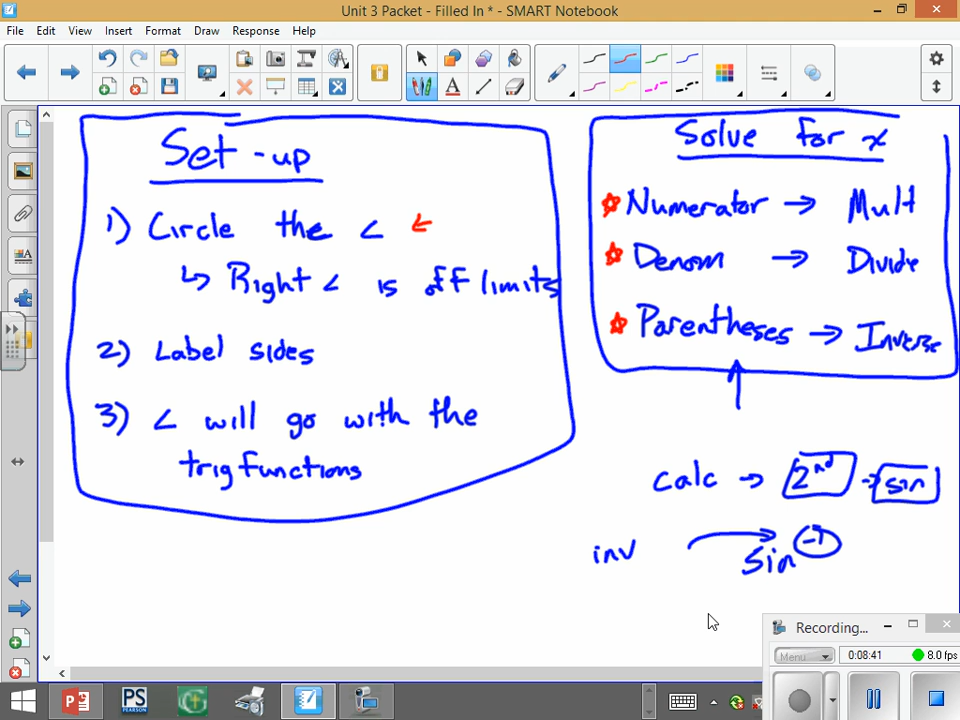 Unit 3 Packet - Filled In * - SMART Notebook
File Edit View Insert Format Draw Response Help
Set-up
1) Circle the ∠ ←
↳ Right ∠ is off limits
2) Label sides
3) ∠ will go with the
trig functions
Solve for x
☆ Numerator → Mult
☆ Denom → Divide
☆ Parentheses → Inverse
calc → 2nd → sin
inv sin-1
Recording...
Menu 0:08:41 8.0 fps
PS
PEARSON